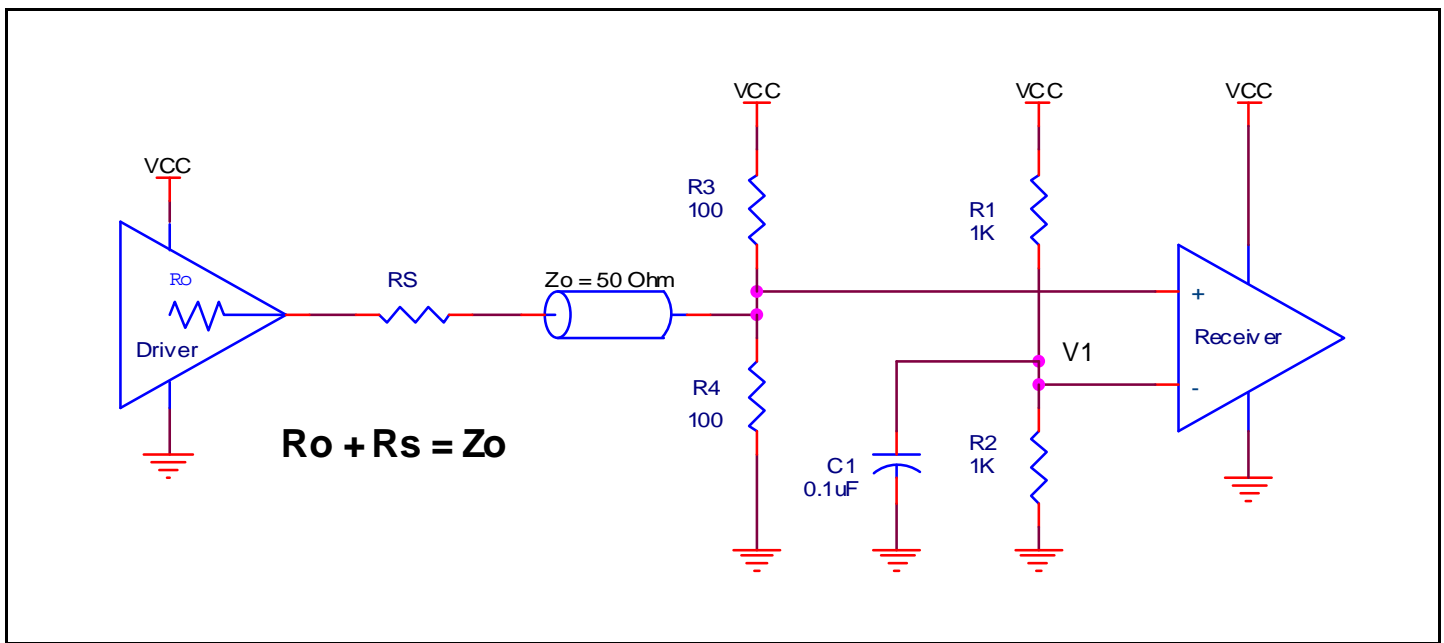 VCC
VCC
VCC
VCC
R3
100
R1
1K
Ro
RS
Zo = 50 Ohm
+
Driver
Receiver
V1
-
R4
100
Ro + Rs = Zo
R2
1K
C1
0.1uF